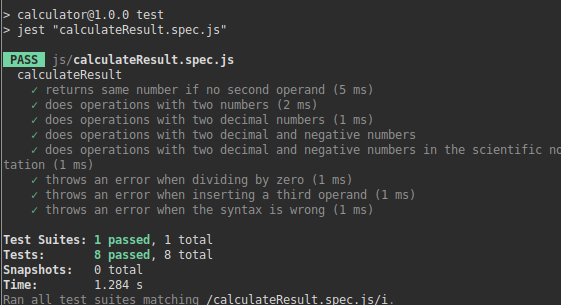 > calculator@1.0.0 test
> jest "calculateResult.spec.js"
PASS js/calculateResult.spec.js
calculateResult
✓ returns same number if no second operand (5 ms)
✓ does operations with two numbers (2 ms)
✓ does operations with two decimal numbers (1 ms)
✓ does operations with two decimal and negative numbers
✓ does operations with two decimal and negative numbers in the scientific no
tation (1 ms)
✓ throws an error when dividing by zero (1 ms)
✓ throws an error when inserting a third operand (1 ms)
✓ throws an error when the syntax is wrong (1 ms)
Test Suites: 1 passed, 1 total
Tests: 8 passed, 8 total
Snapshots: 0 total
Time: 1.284 s
Ran all test suites matching /calculateResult.spec.js/i.